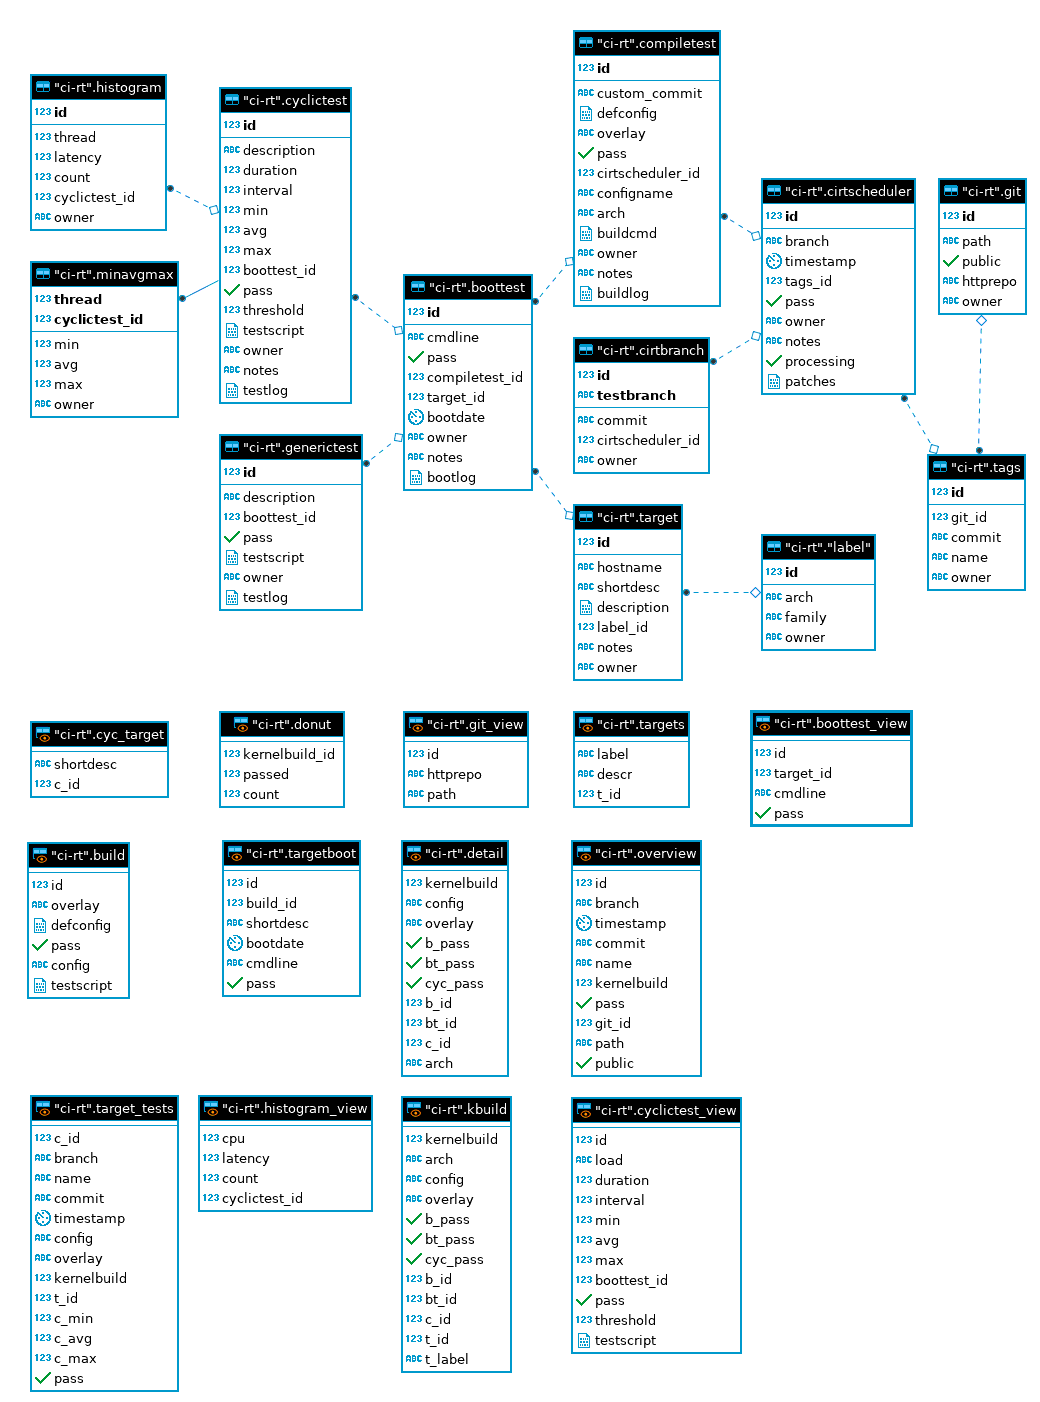 "ci-rt".histogram
123 id
123 thread
123 latency
123 count
123 cyclictest_id
ABC owner
"ci-rt".minavgmax
123 thread
123 cyclictest_id
123 min
123 avg
123 max
ABC owner
"ci-rt".cyclictest
123 id
ABC description
123 duration
123 interval
123 min
123 avg
123 max
123 boottest_id
pass
123 threshold
testscript
ABC owner
ABC notes
testlog
"ci-rt".generictest
123 id
ABC description
123 boottest_id
pass
testscript
ABC owner
testlog
"ci-rt".boottest
123 id
ABC cmdline
pass
123 compiletest_id
123 target_id
bootdate
ABC owner
ABC notes
bootlog
"ci-rt".compiletest
123 id
ABC custom_commit
defconfig
ABC overlay
pass
123 cirtscheduler_id
ABC configname
ABC arch
buildcmd
ABC owner
ABC notes
buildlog
"ci-rt".cirtbranch
123 id
ABC testbranch
ABC commit
123 cirtscheduler_id
ABC owner
"ci-rt".target
123 id
ABC hostname
ABC shortdesc
description
123 label_id
ABC notes
ABC owner
"ci-rt".cirtscheduler
123 id
ABC branch
timestamp
123 tags_id
pass
ABC owner
ABC notes
processing
patches
"ci-rt".git
123 id
ABC path
public
ABC httprepo
ABC owner
"ci-rt".tags
123 id
123 git_id
ABC commit
ABC name
ABC owner
"ci-rt"."label"
123 id
ABC arch
ABC family
ABC owner
"ci-rt".cyc_target
ABC shortdesc
123 c_id
"ci-rt".donut
123 kernelbuild_id
123 passed
123 count
"ci-rt".git_view
123 id
ABC httprepo
ABC path
"ci-rt".targets
ABC label
ABC descr
123 t_id
"ci-rt".boottest_view
123 id
123 target_id
ABC cmdline
pass
"ci-rt".build
123 id
ABC overlay
defconfig
pass
ABC config
testscript
"ci-rt".targetboot
123 id
123 build_id
ABC shortdesc
bootdate
ABC cmdline
pass
"ci-rt".detail
123 kernelbuild
ABC config
ABC overlay
b_pass
bt_pass
cyc_pass
123 b_id
123 bt_id
123 c_id
ABC arch
"ci-rt".overview
123 id
ABC branch
timestamp
ABC commit
ABC name
123 kernelbuild
pass
123 git_id
ABC path
public
"ci-rt".target_tests
123 c_id
ABC branch
ABC name
ABC commit
timestamp
ABC config
ABC overlay
123 kernelbuild
123 t_id
123 c_min
123 c_avg
123 c_max
pass
"ci-rt".histogram_view
123 cpu
123 latency
123 count
123 cyclictest_id
"ci-rt".kbuild
123 kernelbuild
ABC arch
ABC config
ABC overlay
b_pass
bt_pass
cyc_pass
123 b_id
123 bt_id
123 c_id
123 t_id
ABC t_label
"ci-rt".cyclictest_view
123 id
ABC load
123 duration
123 interval
123 min
123 avg
123 max
123 boottest_id
pass
123 threshold
testscript